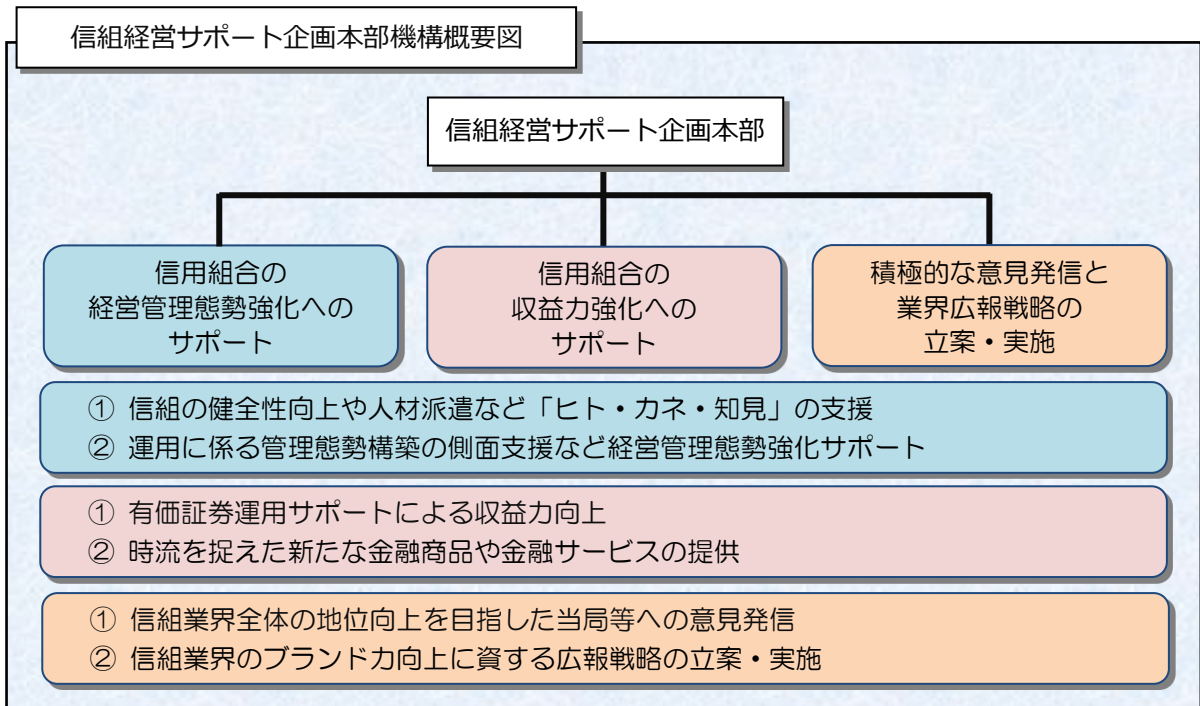 信組経営サポート企画本部機構概要図
信組経営サポート企画本部
信用組合の
経営管理態勢強化への
サポート
信用組合の
収益力強化への
サポート
積極的な意見発信と
業界広報戦略の
立案・実施
① 信組の健全性向上や人材派遣など「ヒト・カネ・知見」の支援
② 運用に係る管理態勢構築の側面支援など経営管理態勢強化サポート
① 有価証券運用サポートによる収益力向上
② 時流を捉えた新たな金融商品や金融サービスの提供
① 信組業界全体の地位向上を目指した当局等への意見発信
② 信組業界のブランド力向上に資する広報戦略の立案・実施